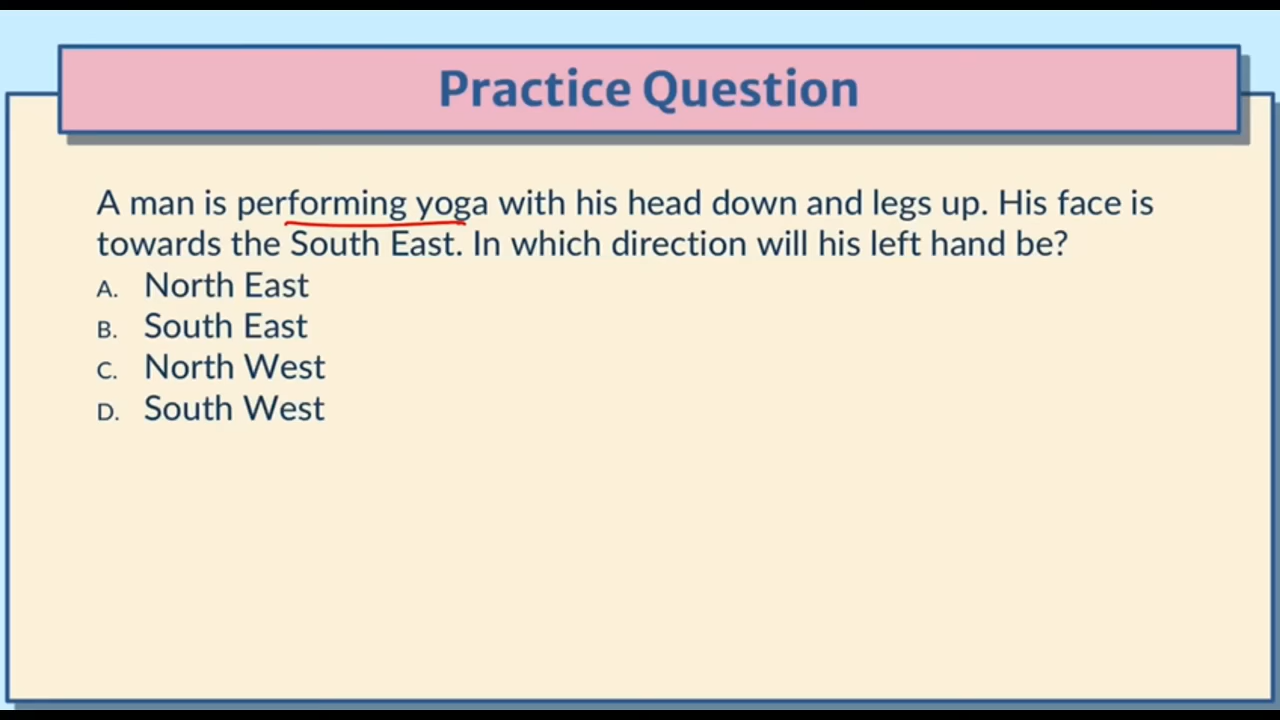 Practice Question
A man is performing yoga with his head down and legs up. His face is
towards the South East. In which direction will his left hand be?
A. North East
B. South East
C. North West
D. South West